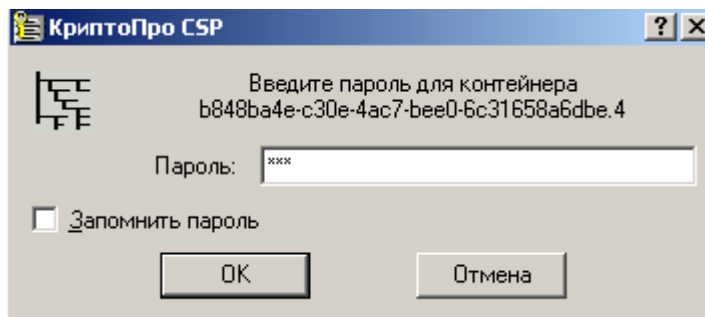 КриптоПро CSP
Введите пароль для контейнера
b848ba4e-c30e-4ac7-bee0-6c31658a6dbe.4
Пароль: ***
Запомнить пароль
OK Отмена